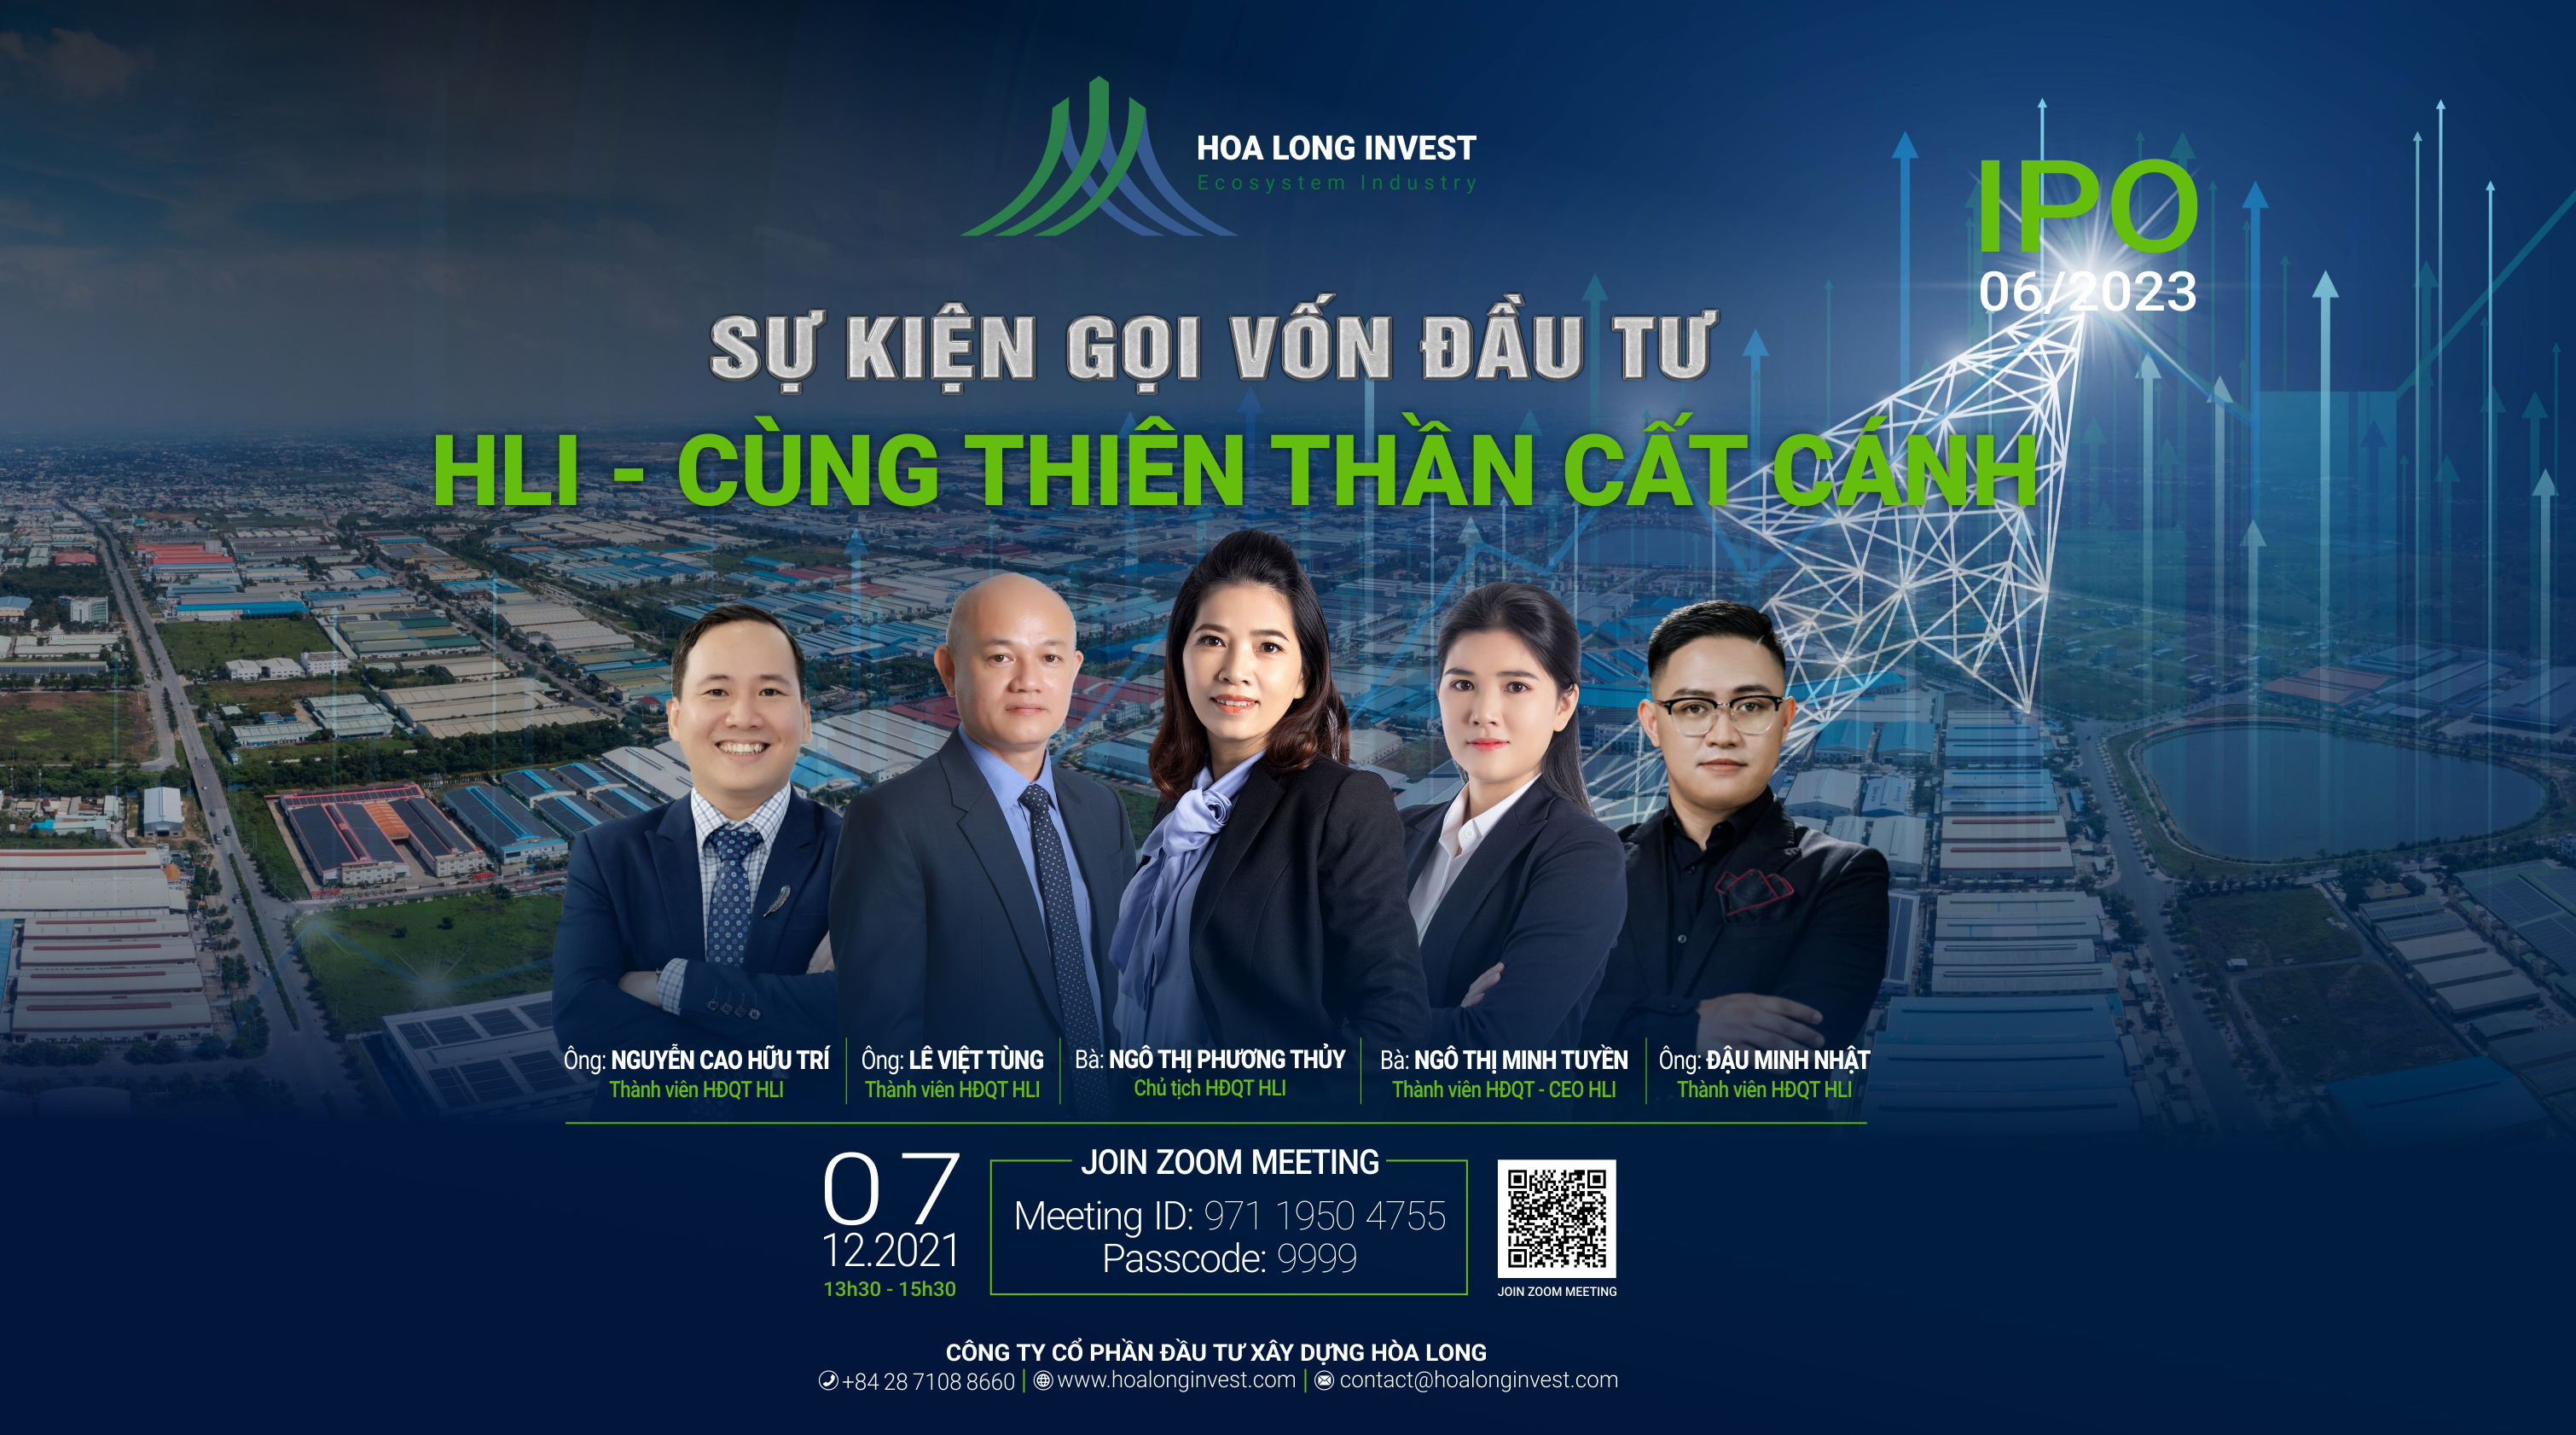 HOA LONG INVEST
Ecosystem Industry
IPO
06/2023
SỰ KIỆN GỌI VỐN ĐẦU TƯ
HLI - CÙNG THIÊN THẦN CẤT CÁNH
Ông: NGUYỄN CAO HỮU TRÍ
Thành viên HĐQT HLI
Ông: LÊ VIỆT TÙNG
Thành viên HĐQT HLI
Bà: NGÔ THỊ PHƯƠNG THỦY
Chủ tịch HĐQT HLI
Bà: NGÔ THỊ MINH TUYỀN
Thành viên HĐQT - CEO HLI
Ông: ĐẬU MINH NHẬT
Thành viên HĐQT HLI
07
12.2021
13h30 - 15h30
JOIN ZOOM MEETING
Meeting ID: 971 1950 4755
Passcode: 9999
JOIN ZOOM MEETING
CÔNG TY CỔ PHẦN ĐẦU TƯ XÂY DỰNG HÒA LONG
+84 28 7108 8660 | www.hoalonginvest.com | contact@hoalonginvest.com